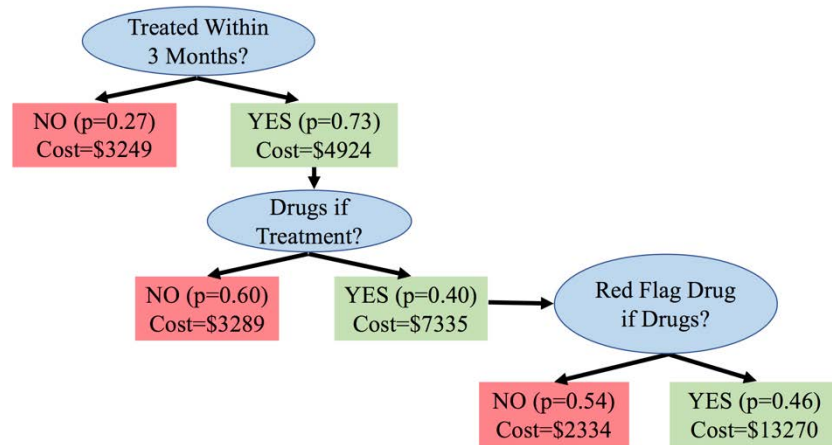 Treated Within
3 Months?
NO (p=0.27)
Cost=$3249
YES (p=0.73)
Cost=$4924
Drugs if
Treatment?
NO (p=0.60)
Cost=$3289
YES (p=0.40)
Cost=$7335
Red Flag Drug
if Drugs?
NO (p=0.54)
Cost=$2334
YES (p=0.46)
Cost=$13270